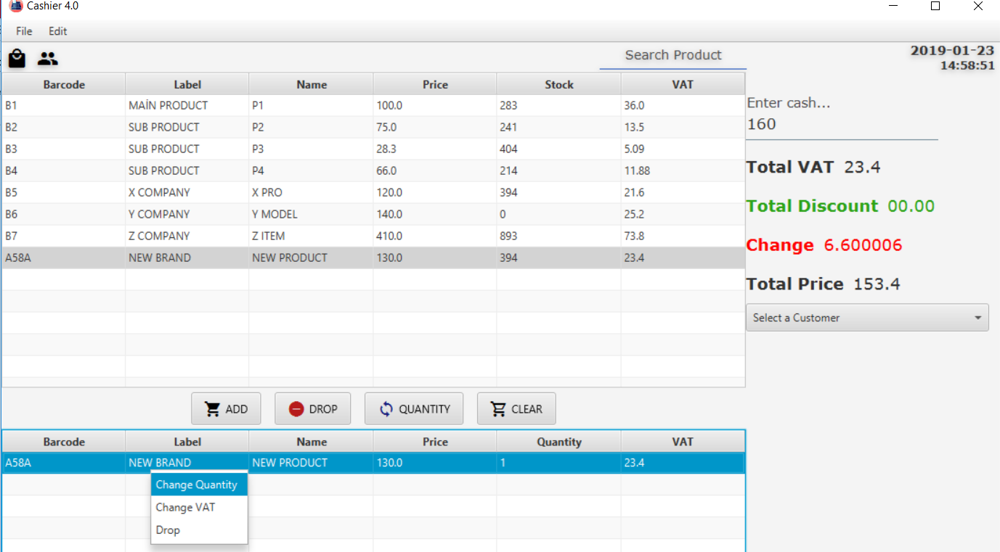 Cashier 4.0
File Edit
Search Product
2019-01-23
14:58:51
Barcode Label Name Price Stock VAT
B1 MAİN PRODUCT P1 100.0 283 36.0
B2 SUB PRODUCT P2 75.0 241 13.5
B3 SUB PRODUCT P3 28.3 404 5.09
B4 SUB PRODUCT P4 66.0 214 11.88
B5 X COMPANY X PRO 120.0 394 21.6
B6 Y COMPANY Y MODEL 140.0 0 25.2
B7 Z COMPANY Z ITEM 410.0 893 73.8
A58A NEW BRAND NEW PRODUCT 130.0 394 23.4
Enter cash...
160
Total VAT 23.4
Total Discount 00.00
Change 6.600006
Total Price 153.4
Select a Customer
ADD DROP QUANTITY CLEAR
Barcode Label Name Price Quantity VAT
A58A NEW BRAND NEW PRODUCT 130.0 1 23.4
Change Quantity
Change VAT
Drop